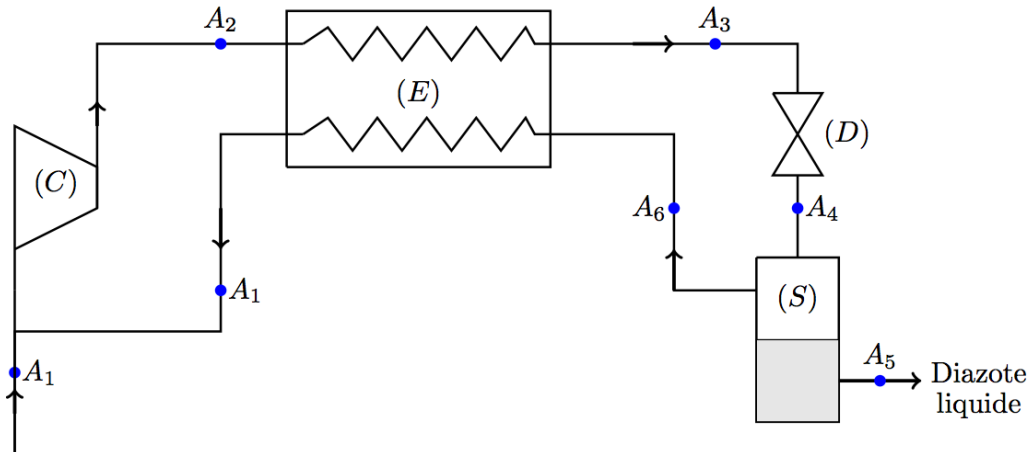 A₂
A₃
(E)
(D)
(C)
A₆
A₄
A₁
(S)
A₁
A₅
Diazote
liquide